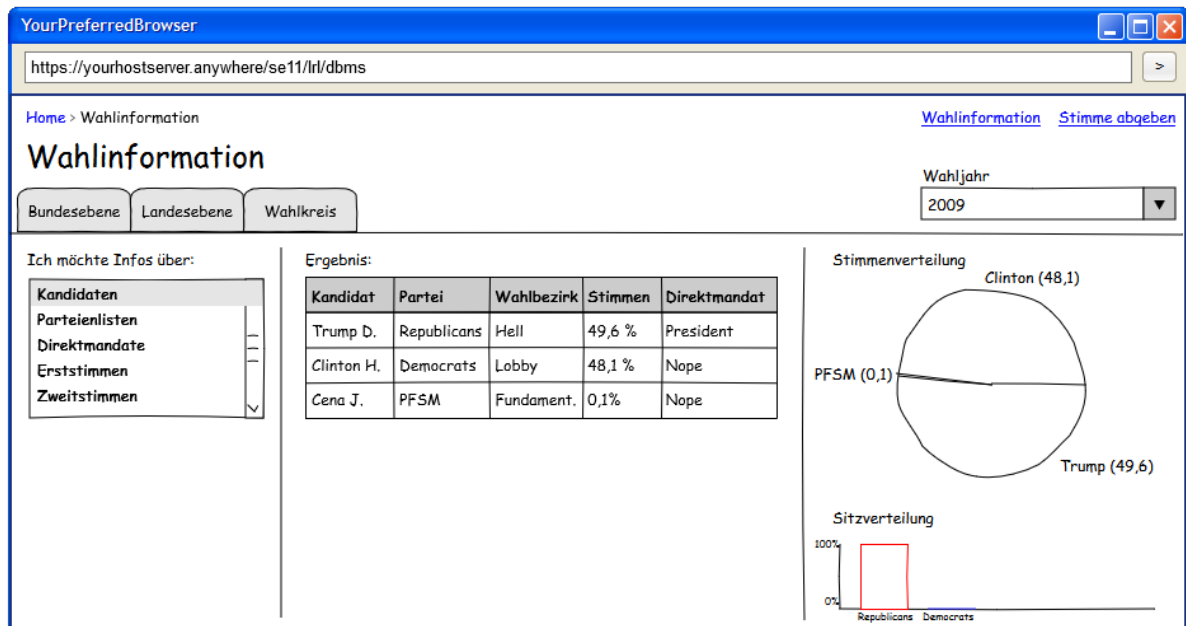 YourPreferredBrowser
https://yourhostserver.anywhere/se11/lrl/dbms
>
Home > Wahlinformation
Wahlinformation Stimme abgeben
Wahlinformation
Wahljahr
2009
Bundesebene Landesebene Wahlkreis
Ich möchte Infos über:
Kandidaten
Parteienlisten
Direktmandate
Erststimmen
Zweitstimmen
Ergebnis:
Kandidat Partei Wahlbezirk Stimmen Direktmandat
Trump D. Republicans Hell 49,6 % President
Clinton H. Democrats Lobby 48,1 % Nope
Cena J. PFSM Fundament. 0,1% Nope
Stimmenverteilung
Clinton (48,1)
PFSM (0,1)
Trump (49,6)
Sitzverteilung
100%
0%
Republicans Democrats